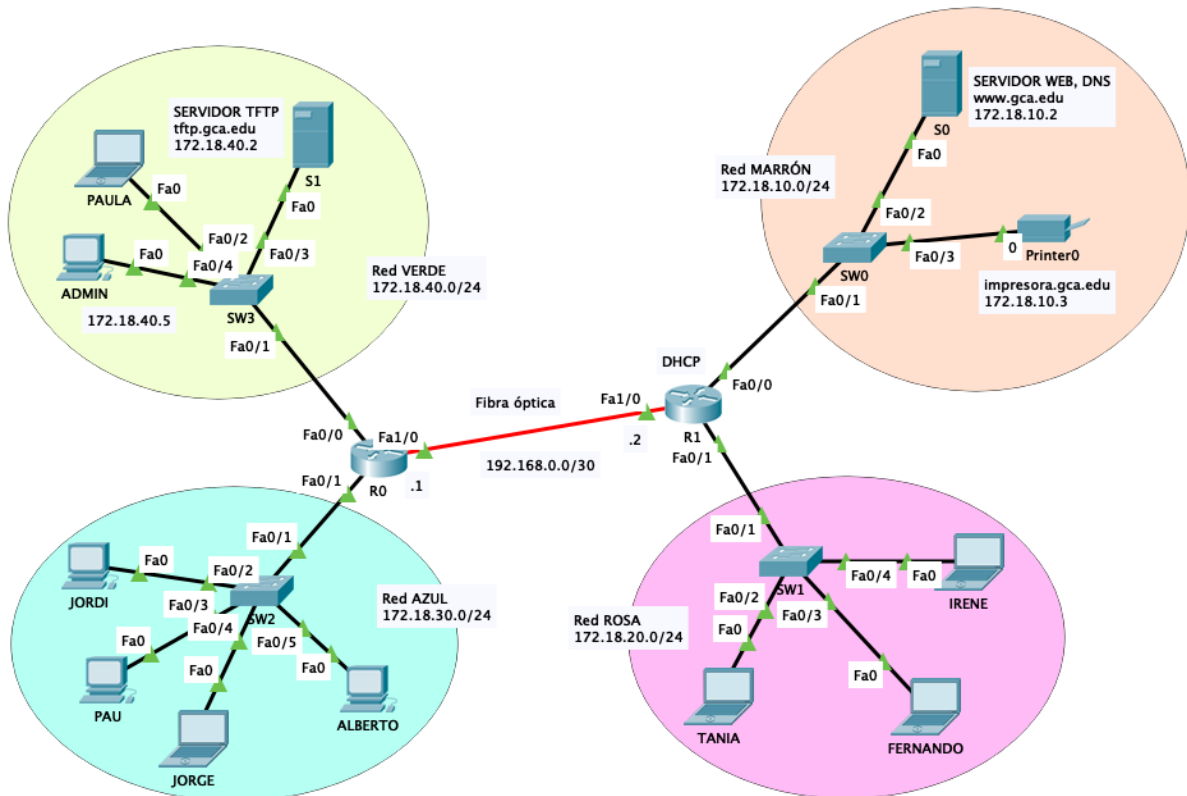 SERVIDOR TFTP
tftp.gca.edu
172.18.40.2
S1
Fa0
PAULA
Fa0
Fa0/2
Fa0/3
Fa0
Fa0/4
ADMIN
172.18.40.5
SW3
Fa0/1
Red VERDE
172.18.40.0/24
SERVIDOR WEB, DNS
www.gca.edu
172.18.10.2
S0
Fa0
Red MARRÓN
172.18.10.0/24
Fa0/2
SW0
Fa0/3
0
Printer0
impresora.gca.edu
172.18.10.3
Fa0/1
DHCP
Fa0/0
Fa1/0
R1
.2
Fa0/1
Fibra óptica
192.168.0.0/30
Fa0/0
Fa1/0
R0
.1
Fa0/1
Fa0/1
Fa0
Fa0/2
JORDI
Fa0/3
SW2
Fa0/4
Fa0/5
Fa0
PAU
Fa0
JORGE
Fa0
ALBERTO
Red AZUL
172.18.30.0/24
Fa0/1
SW1
Fa0/4
Fa0
IRENE
Fa0/2
Fa0/3
Fa0
TANIA
Fa0
FERNANDO
Red ROSA
172.18.20.0/24